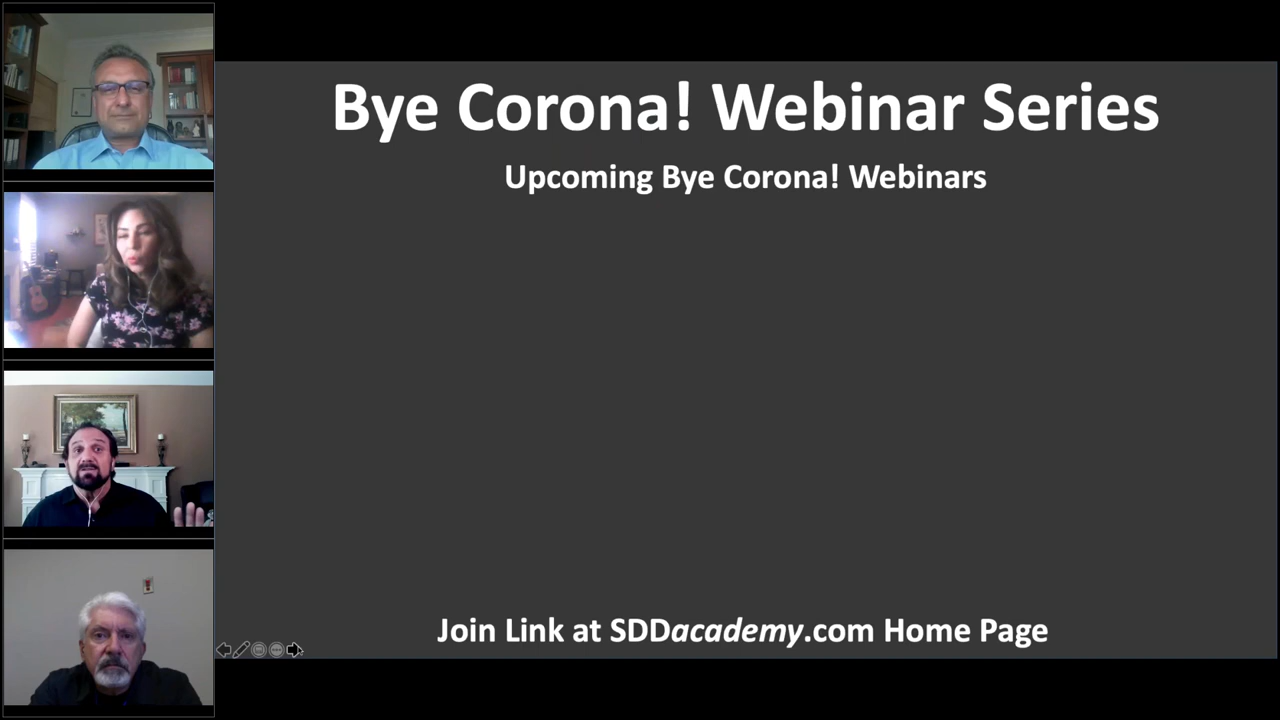 Bye Corona! Webinar Series
Upcoming Bye Corona! Webinars
Join Link at SDDacademy.com Home Page